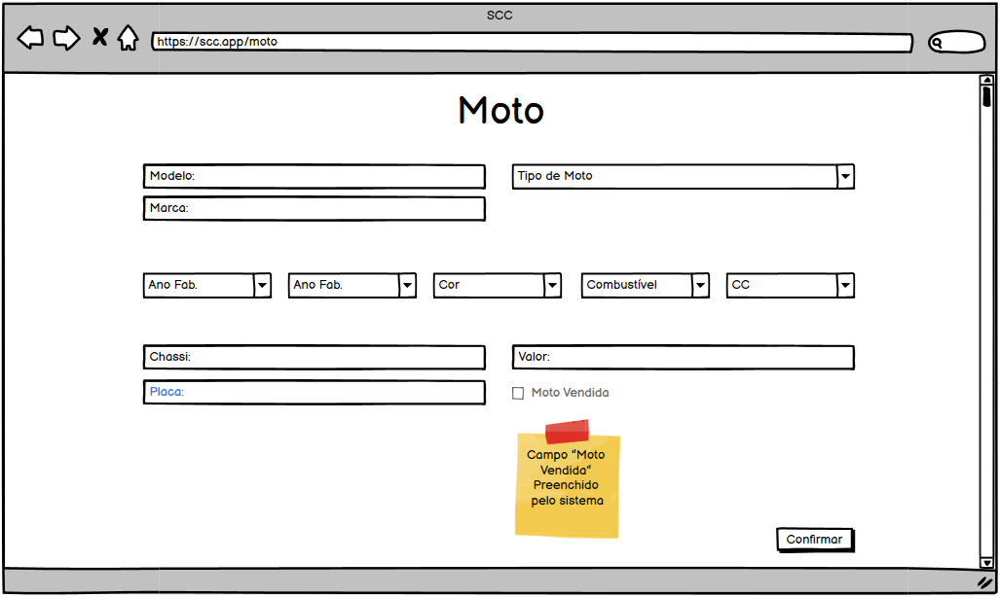 SCC
https://scc.app/moto
Moto
Modelo:
Tipo de Moto
Marca:
Ano Fab.
Ano Fab.
Cor
Combustível
CC
Chassi:
Valor:
Placa:
Moto Vendida
Campo "Moto
Vendida"
Preenchido
pelo sistema
Confirmar